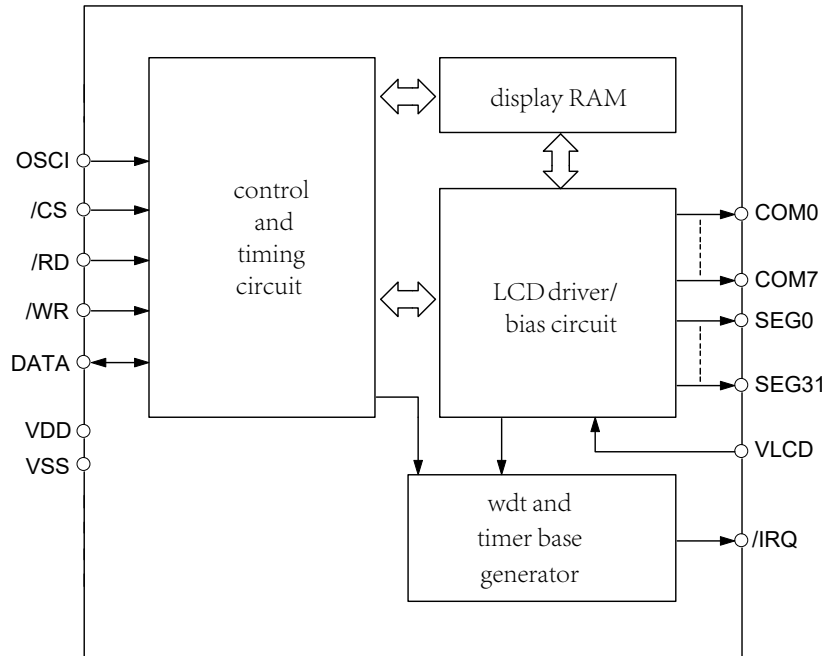 display RAM
OSCI
/CS
/RD
/WR
DATA
VDD
VSS
control
and
timing
circuit
LCD driver/
bias circuit
COM0
COM7
SEG0
SEG31
VLCD
wdt and
timer base
generator
/IRQ